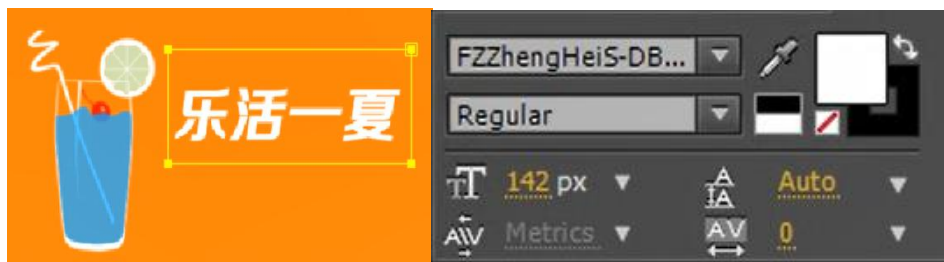 乐活一夏
FZZhengHeiS-DB...
Regular
142 px
Auto
Metrics
0